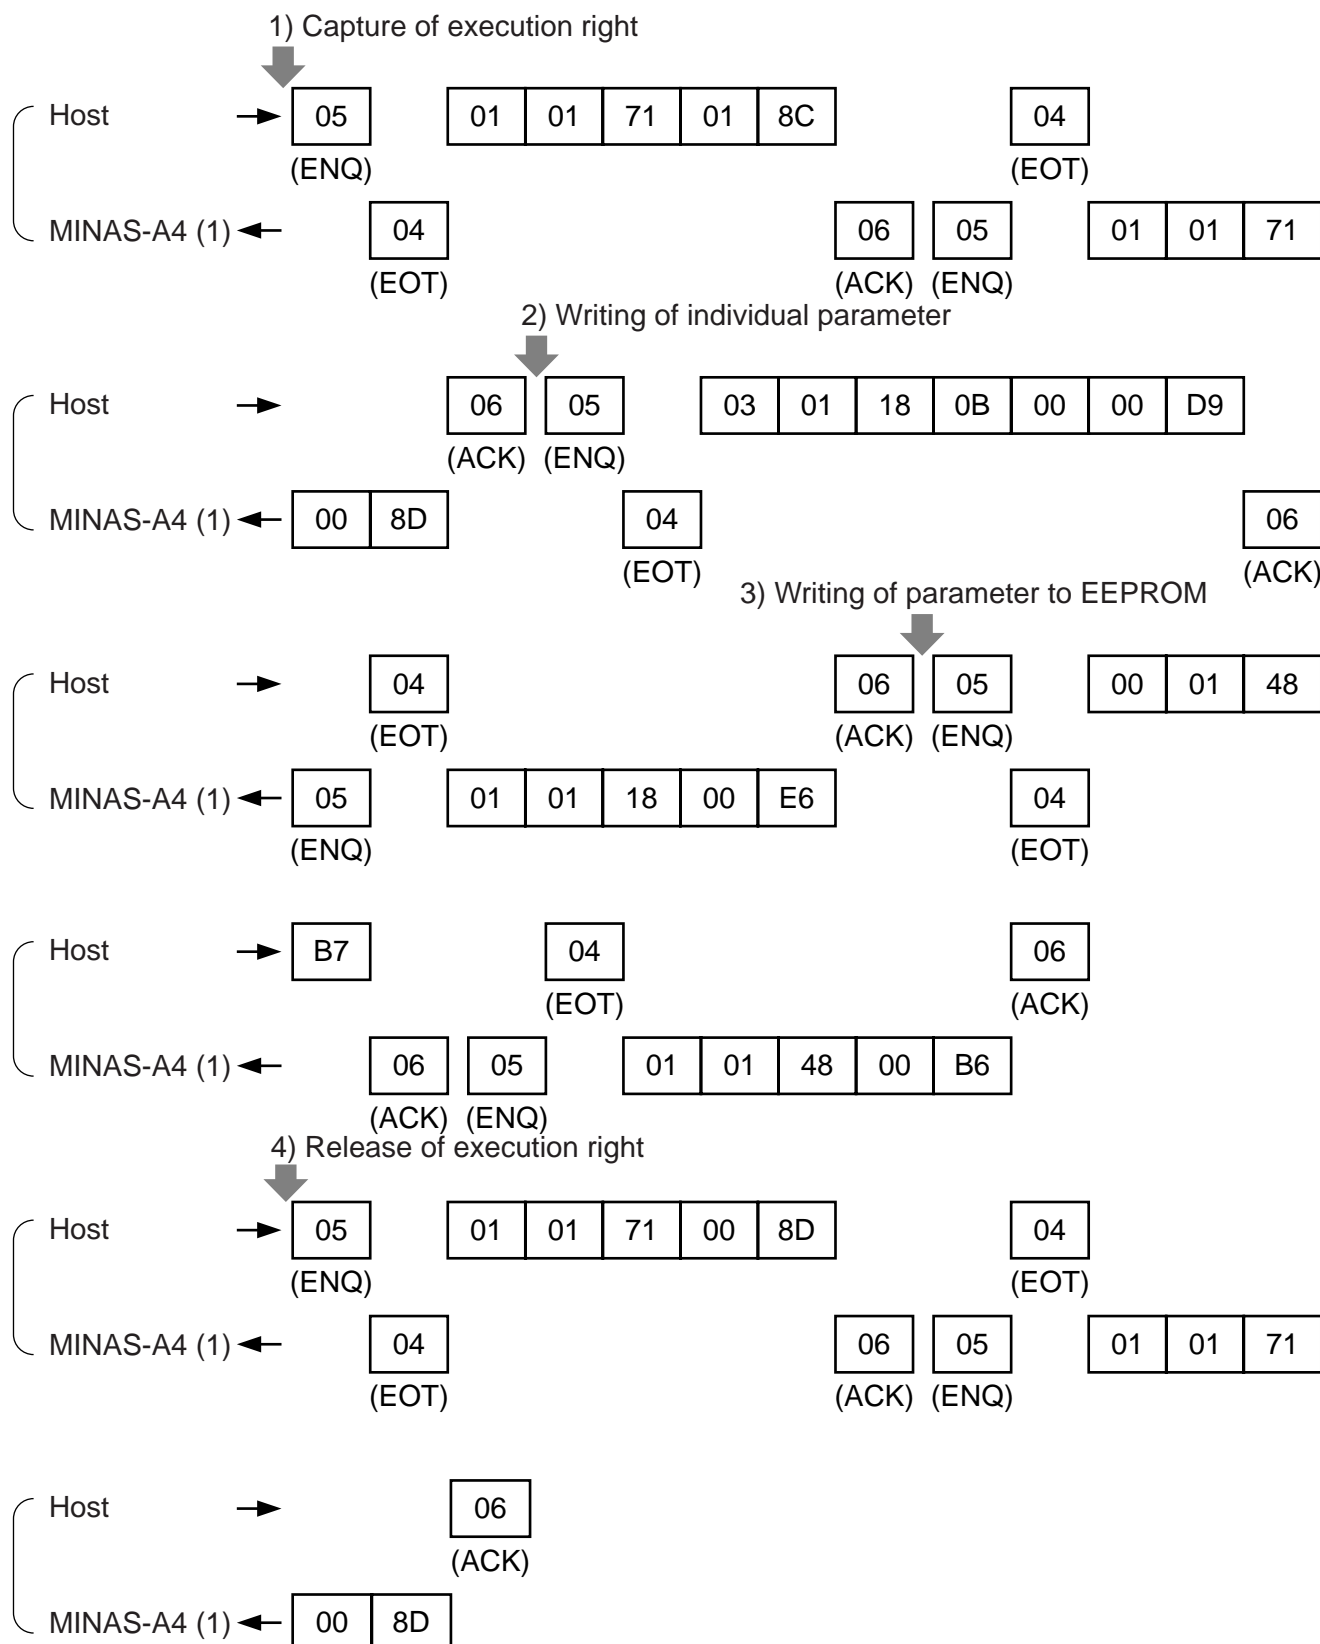 1) Capture of execution right
Host 05 01 01 71 01 8C 04
(ENQ) (EOT)
MINAS-A4 (1) 04 06 05 01 01 71
(EOT) (ACK) (ENQ)
2) Writing of individual parameter
Host 06 05 03 01 18 0B 00 00 D9
(ACK) (ENQ)
MINAS-A4 (1) 00 8D 04 06
(EOT) (ACK)
3) Writing of parameter to EEPROM
Host 04 06 05 00 01 48
(EOT) (ACK) (ENQ)
MINAS-A4 (1) 05 01 01 18 00 E6 04
(ENQ) (EOT)
Host B7 04 06
(EOT) (ACK)
MINAS-A4 (1) 06 05 01 01 48 00 B6
(ACK) (ENQ)
4) Release of execution right
Host 05 01 01 71 00 8D 04
(ENQ) (EOT)
MINAS-A4 (1) 04 06 05 01 01 71
(EOT) (ACK) (ENQ)
Host 06
(ACK)
MINAS-A4 (1) 00 8D